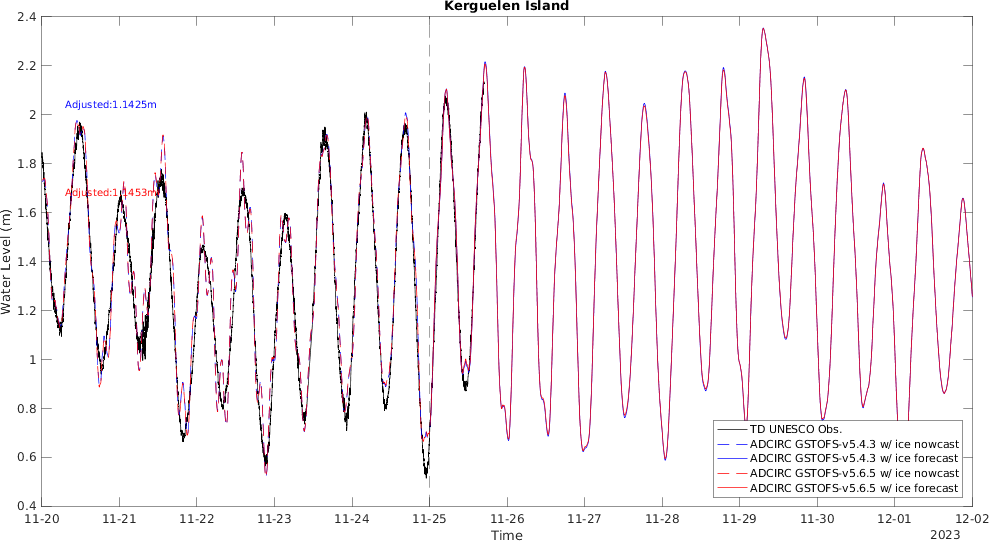 Kerguelen Island
2.4
2.2
2
1.8
1.6
1.4
1.2
1
0.8
0.6
0.4
Water Level (m)
Adjusted:1.1425m
Adjusted:1.1453m
TD UNESCO Obs.
ADCIRC GSTOFS-v5.4.3 w/ ice nowcast
ADCIRC GSTOFS-v5.4.3 w/ ice forecast
ADCIRC GSTOFS-v5.6.5 w/ ice nowcast
ADCIRC GSTOFS-v5.6.5 w/ ice forecast
11-20 11-21 11-22 11-23 11-24 11-25 11-26 11-27 11-28 11-29 11-30 12-01 12-02
Time
2023